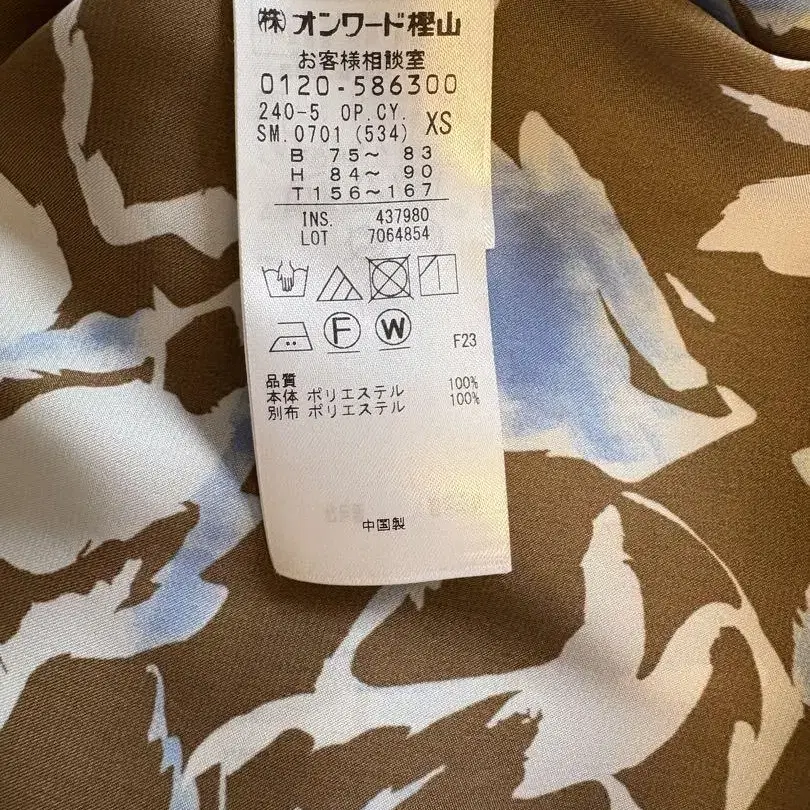 ㈱オンワード樫山
お客様相談室
0120-586300
240-5 OP.CY.
SM.0701 (534) XS
B 75～ 83
H 84～ 90
T156～167
INS. 437980
LOT 7064854
F W
F23
品質
本体 ポリエステル 100%
別布 ポリエステル 100%
中国製